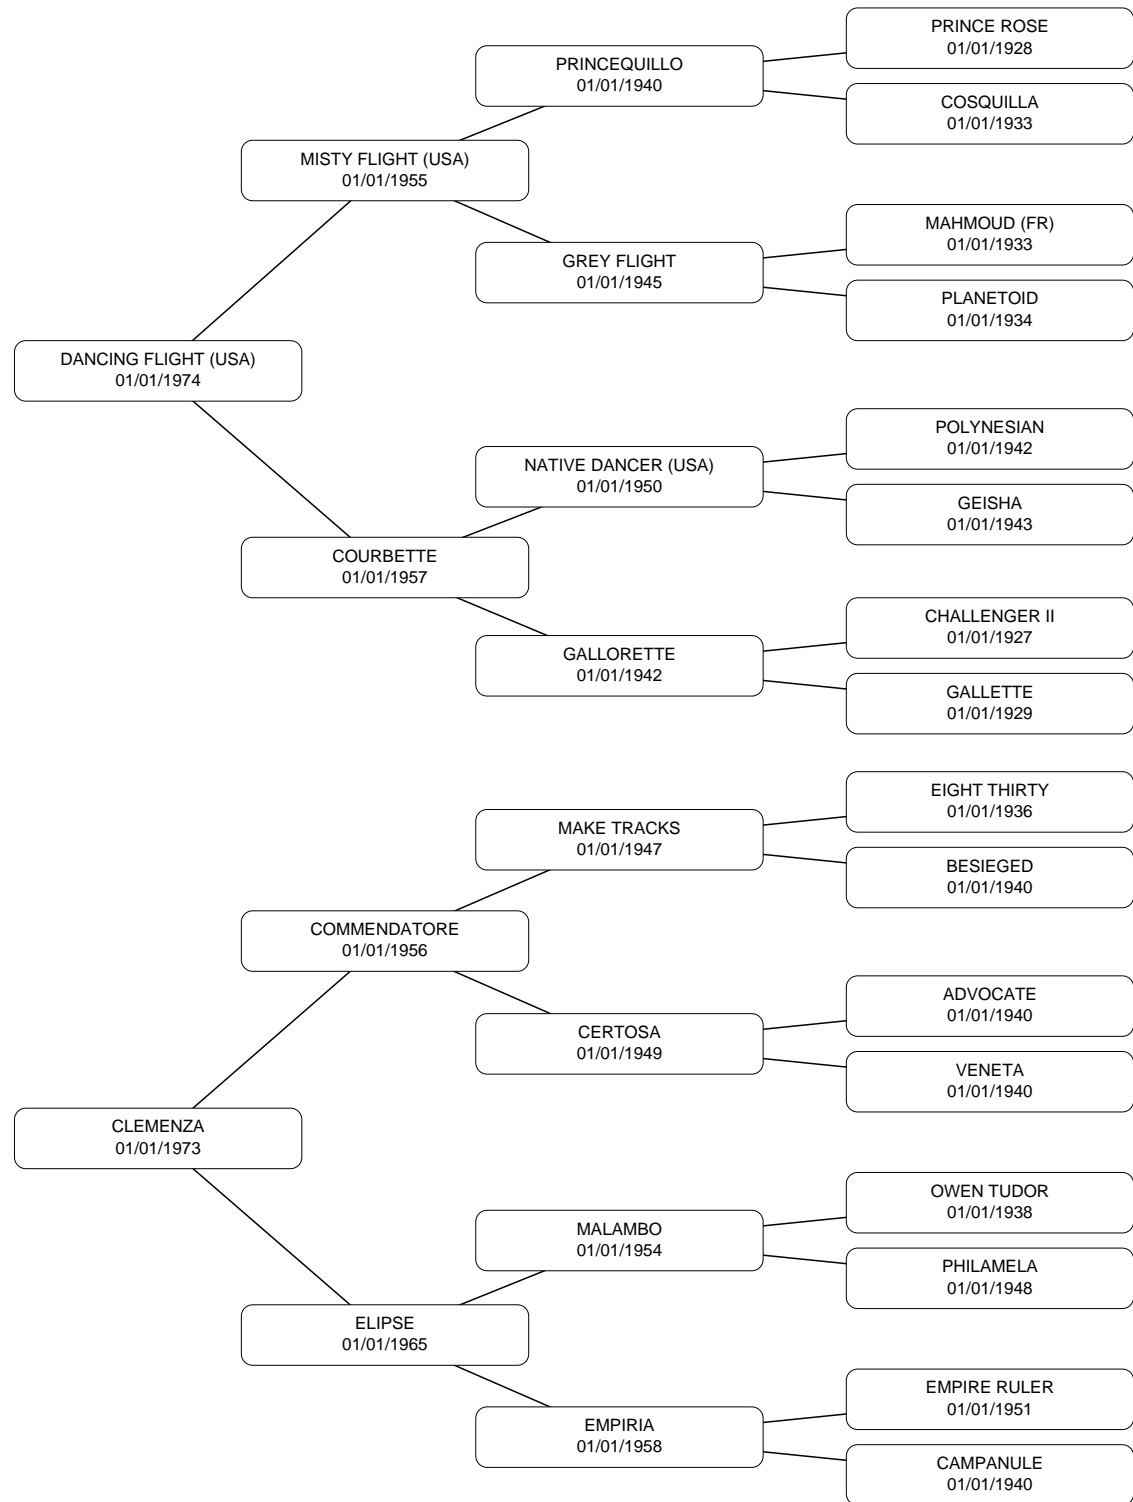 PRINCE ROSE
01/01/1928
PRINCEQUILLO
01/01/1940
COSQUILLA
01/01/1933
MISTY FLIGHT (USA)
01/01/1955
MAHMOUD (FR)
01/01/1933
GREY FLIGHT
01/01/1945
PLANETOID
01/01/1934
DANCING FLIGHT (USA)
01/01/1974
POLYNESIAN
01/01/1942
NATIVE DANCER (USA)
01/01/1950
GEISHA
01/01/1943
COURBETTE
01/01/1957
CHALLENGER II
01/01/1927
GALLORETTE
01/01/1942
GALLETTE
01/01/1929
EIGHT THIRTY
01/01/1936
MAKE TRACKS
01/01/1947
BESIEGED
01/01/1940
COMMENDATORE
01/01/1956
ADVOCATE
01/01/1940
CERTOSA
01/01/1949
VENETA
01/01/1940
CLEMENZA
01/01/1973
OWEN TUDOR
01/01/1938
MALAMBO
01/01/1954
PHILAMELA
01/01/1948
ELIPSE
01/01/1965
EMPIRE RULER
01/01/1951
EMPIRIA
01/01/1958
CAMPANULE
01/01/1940